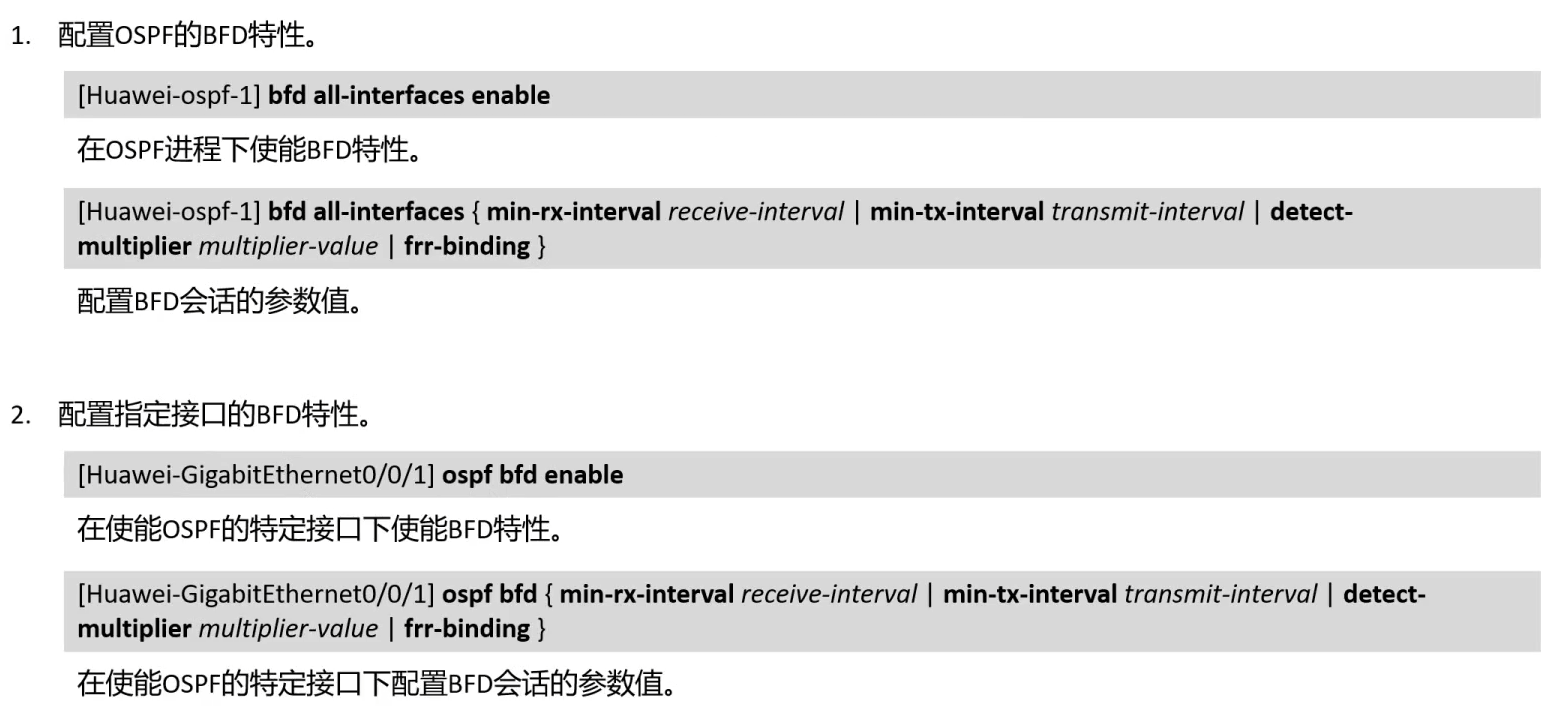 1. 配置OSPF的BFD特性。
[Huawei-ospf-1] bfd all-interfaces enable
在OSPF进程下使能BFD特性。
[Huawei-ospf-1] bfd all-interfaces { min-rx-interval receive-interval | min-tx-interval transmit-interval | detect-
multiplier multiplier-value | frr-binding }
配置BFD会话的参数值。
2. 配置指定接口的BFD特性。
[Huawei-GigabitEthernet0/0/1] ospf bfd enable
在使能OSPF的特定接口下使能BFD特性。
[Huawei-GigabitEthernet0/0/1] ospf bfd { min-rx-interval receive-interval | min-tx-interval transmit-interval | detect-
multiplier multiplier-value | frr-binding }
在使能OSPF的特定接口下配置BFD会话的参数值。